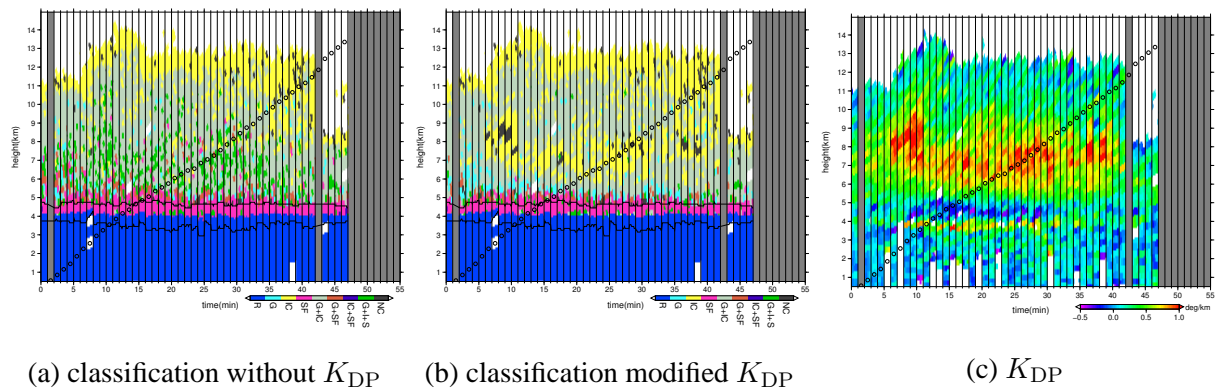 height(km)
14
13
12
11
10
9
8
7
6
5
4
3
2
1
0 5 10 15 20 25 30 35 40 45 50 55
time(min)
R G IC SF G+IC G+SF IC+SF G+I+S NC
(a) classification without K_DP
height(km)
14
13
12
11
10
9
8
7
6
5
4
3
2
1
0 5 10 15 20 25 30 35 40 45 50 55
time(min)
R G IC SF G+IC G+SF IC+SF G+I+S NC
(b) classification modified K_DP
height(km)
14
13
12
11
10
9
8
7
6
5
4
3
2
1
0 5 10 15 20 25 30 35 40 45 50 55
time(min)
deg/km
−0.5 0.0 0.5 1.0
(c) K_DP